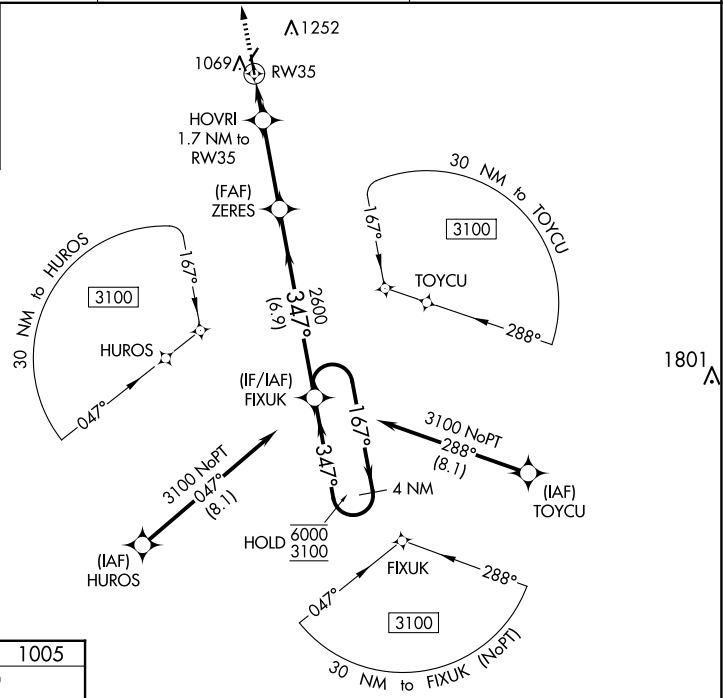 1252
1069
RW35
HOVRI
1.7 NM to
RW35
(FAF)
ZERES
30 NM to HUROS
3100
167°
HUROS
047°
30 NM to TOYCU
3100
167°
TOYCU
288°
1801
2600
347°
(6.9)
(IF/IAF)
FIXUK
167°
347°
4 NM
HOLD 6000
3100
3100 NoPT
047°
(8.1)
(IAF)
HUROS
3100 NoPT
288°
(8.1)
(IAF)
TOYCU
FIXUK
047°
288°
3100
30 NM to FIXUK (NoPT)
1005